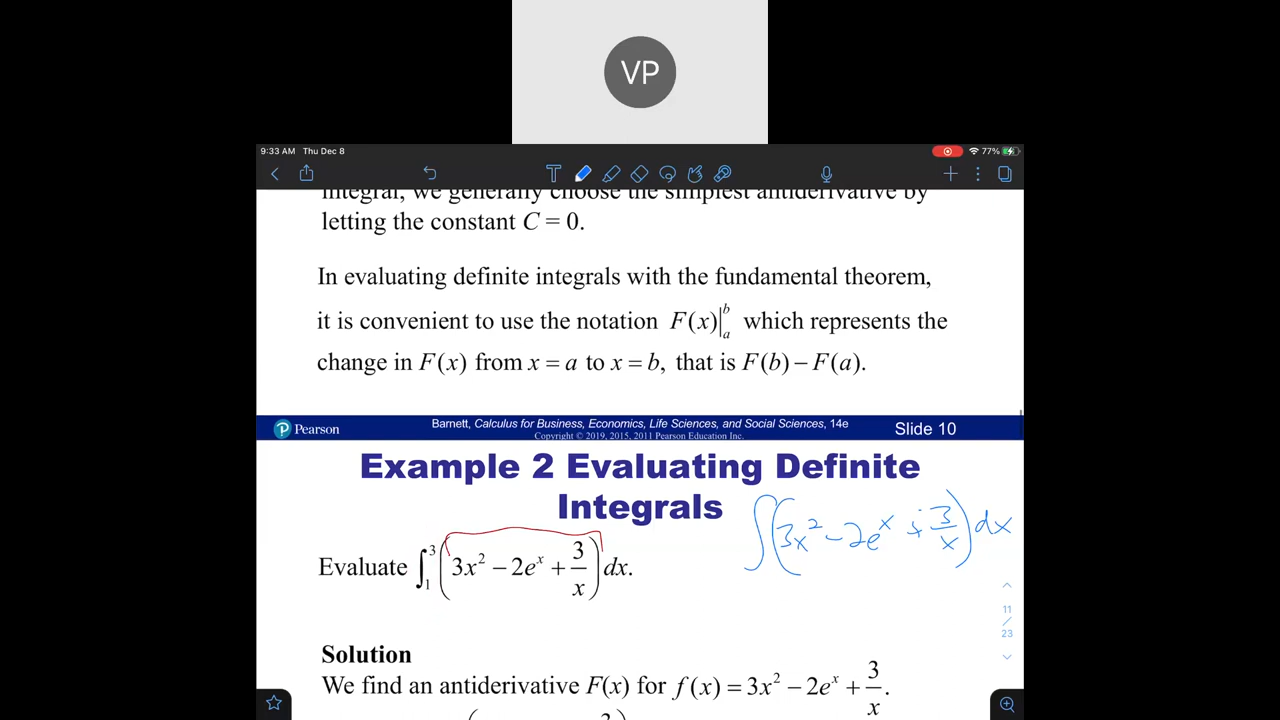 VP
9:33 AM Thu Dec 8
77%
integral, we generally choose the simplest antiderivative by
letting the constant C = 0.
In evaluating definite integrals with the fundamental theorem,
it is convenient to use the notation F(x)|_a^b which represents the
change in F(x) from x = a to x = b, that is F(b) − F(a).
Pearson
Barnett, Calculus for Business, Economics, Life Sciences, and Social Sciences, 14e
Copyright © 2019, 2015, 2011 Pearson Education Inc.
Slide 10
Example 2 Evaluating Definite
Integrals
∫(3x² − 2eˣ + 3/x)dx
Evaluate ∫₁³(3x² − 2eˣ + 3/x)dx.
11
/
23
Solution
We find an antiderivative F(x) for f(x) = 3x² − 2eˣ + 3/x.